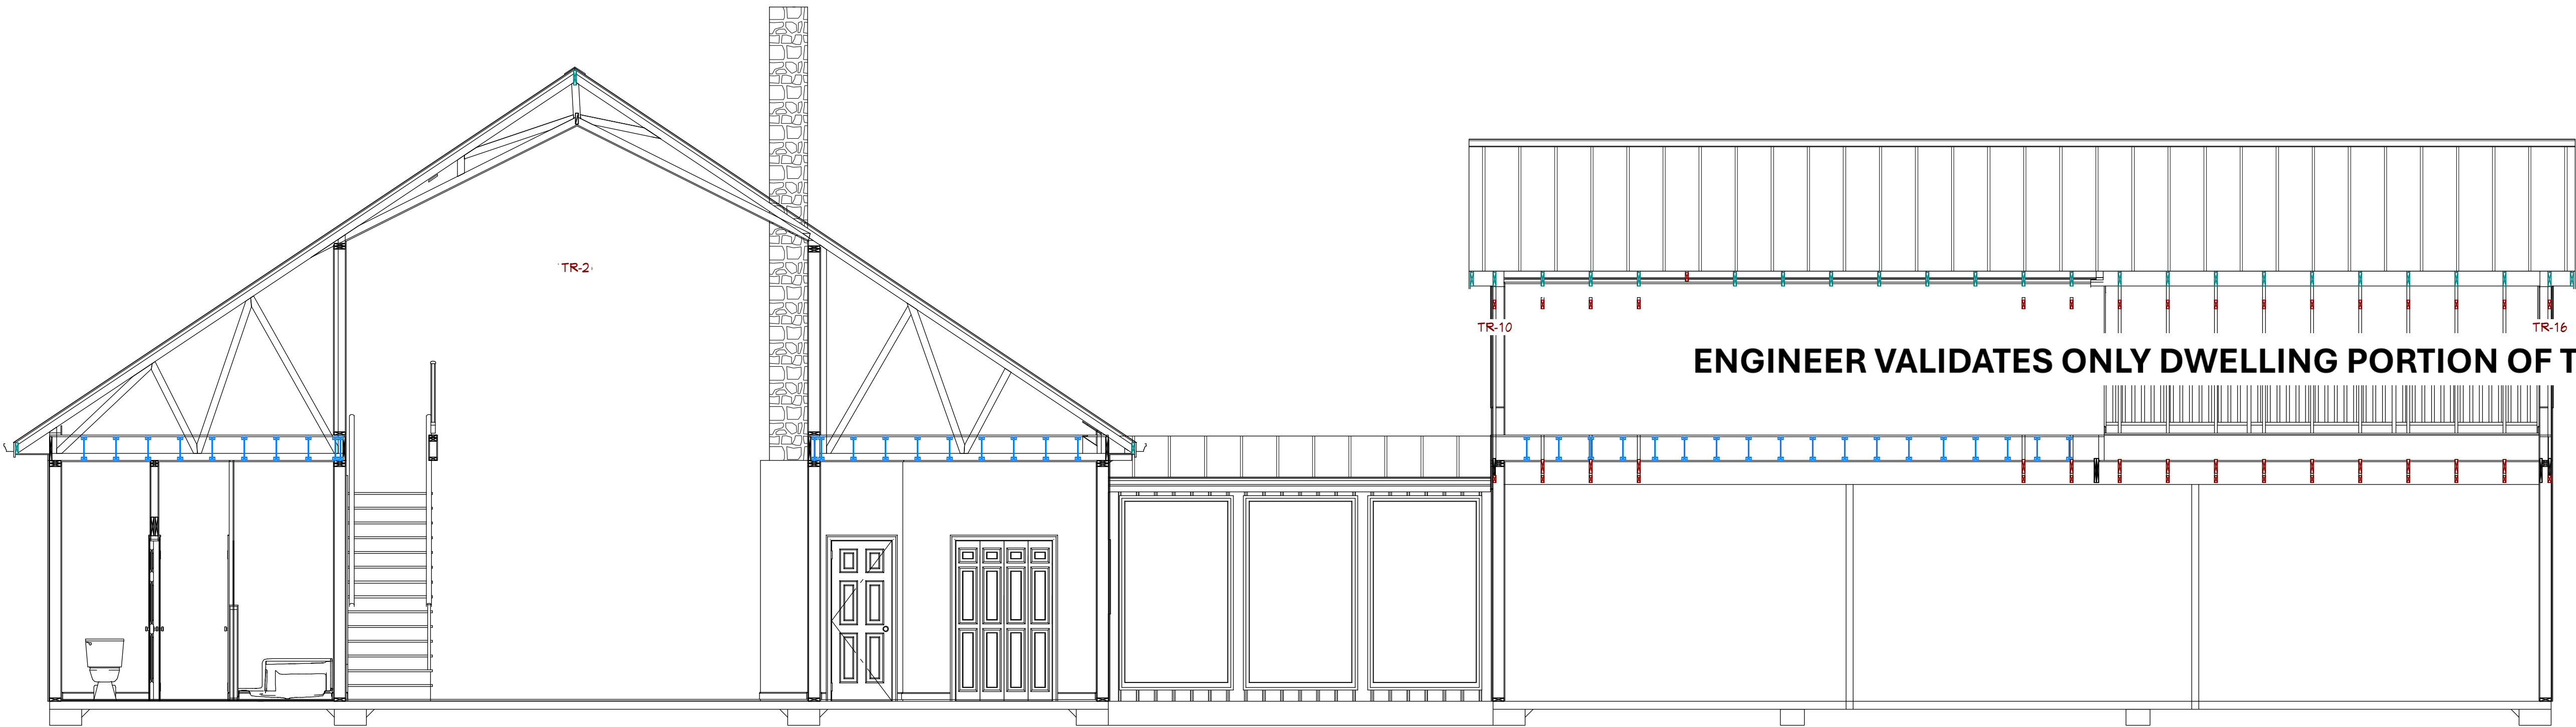 TR-2
TR-10
TR-16
ENGINEER VALIDATES ONLY DWELLING PORTION OF T